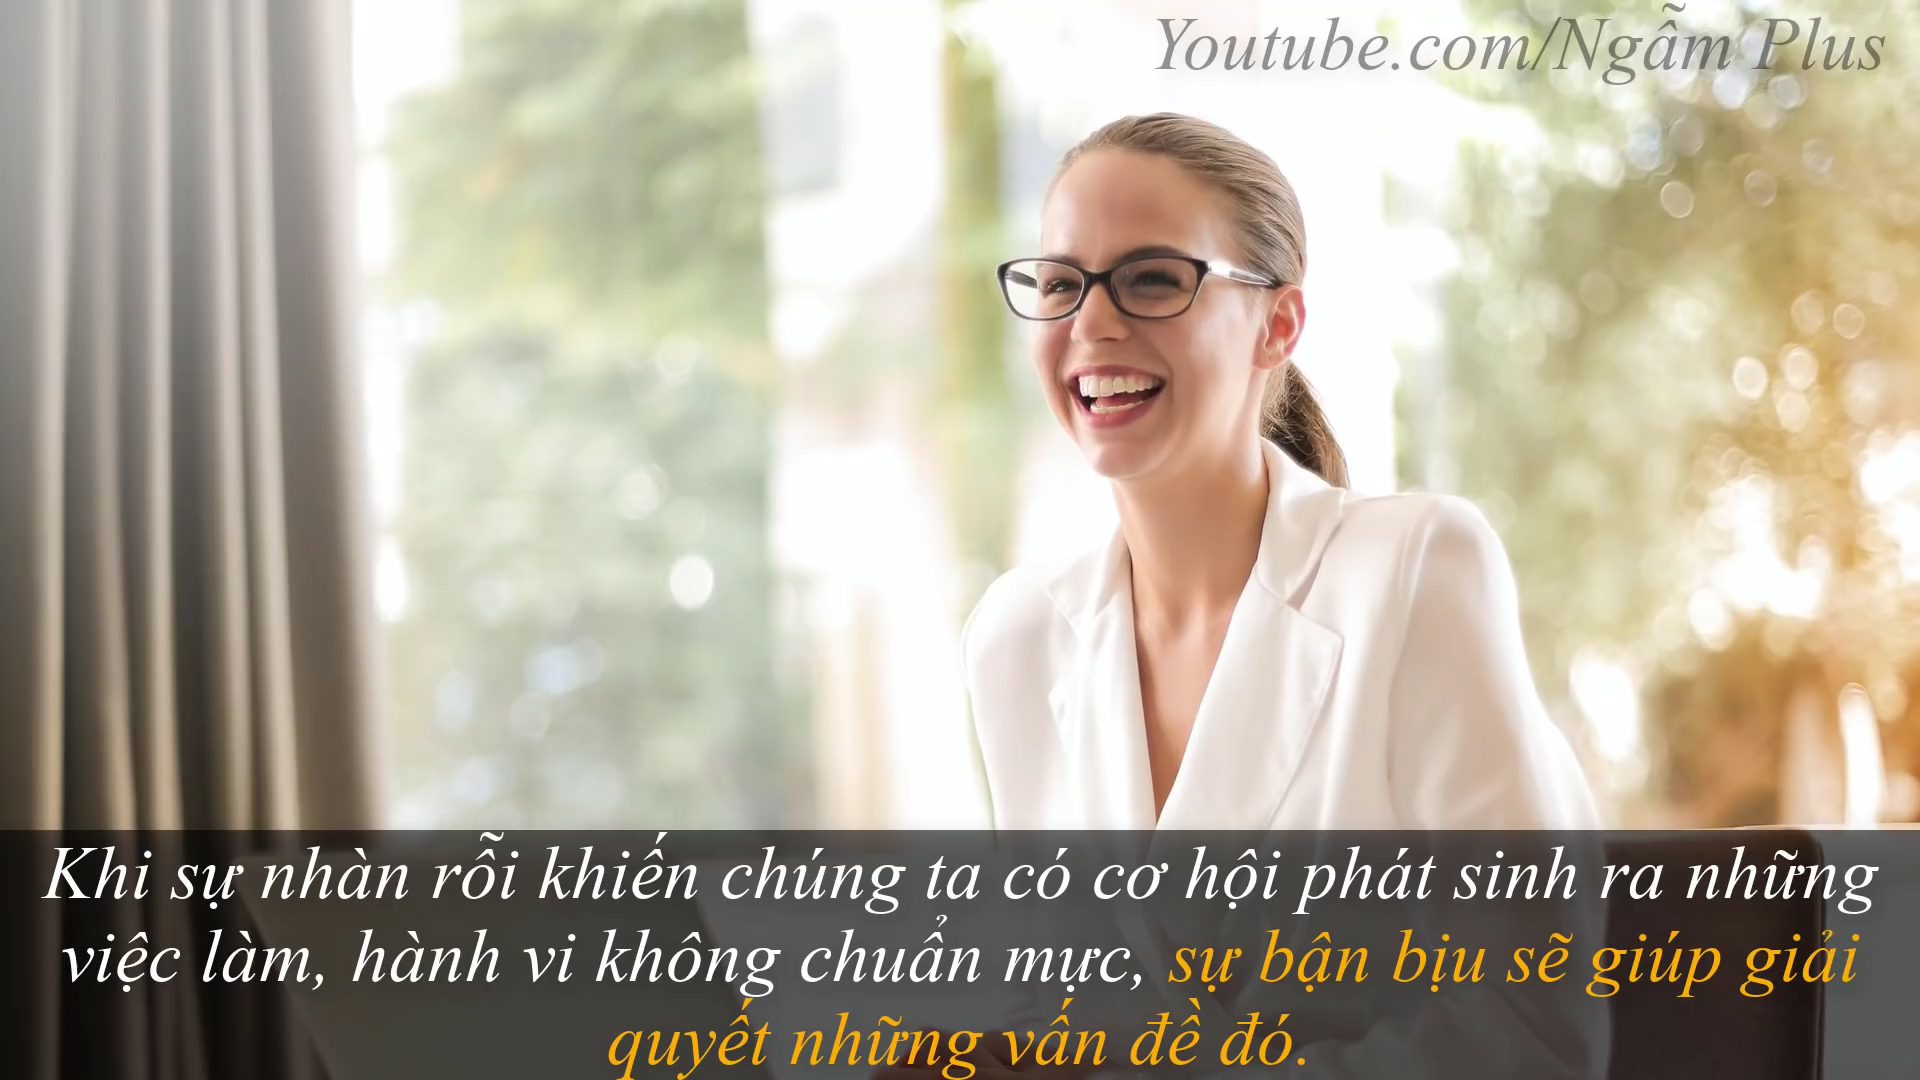 Youtube.com/Ngẫm Plus
Khi sự nhàn rỗi khiến chúng ta có cơ hội phát sinh ra những
việc làm, hành vi không chuẩn mực, sự bận bịu sẽ giúp giải
quyết những vấn đề đó.